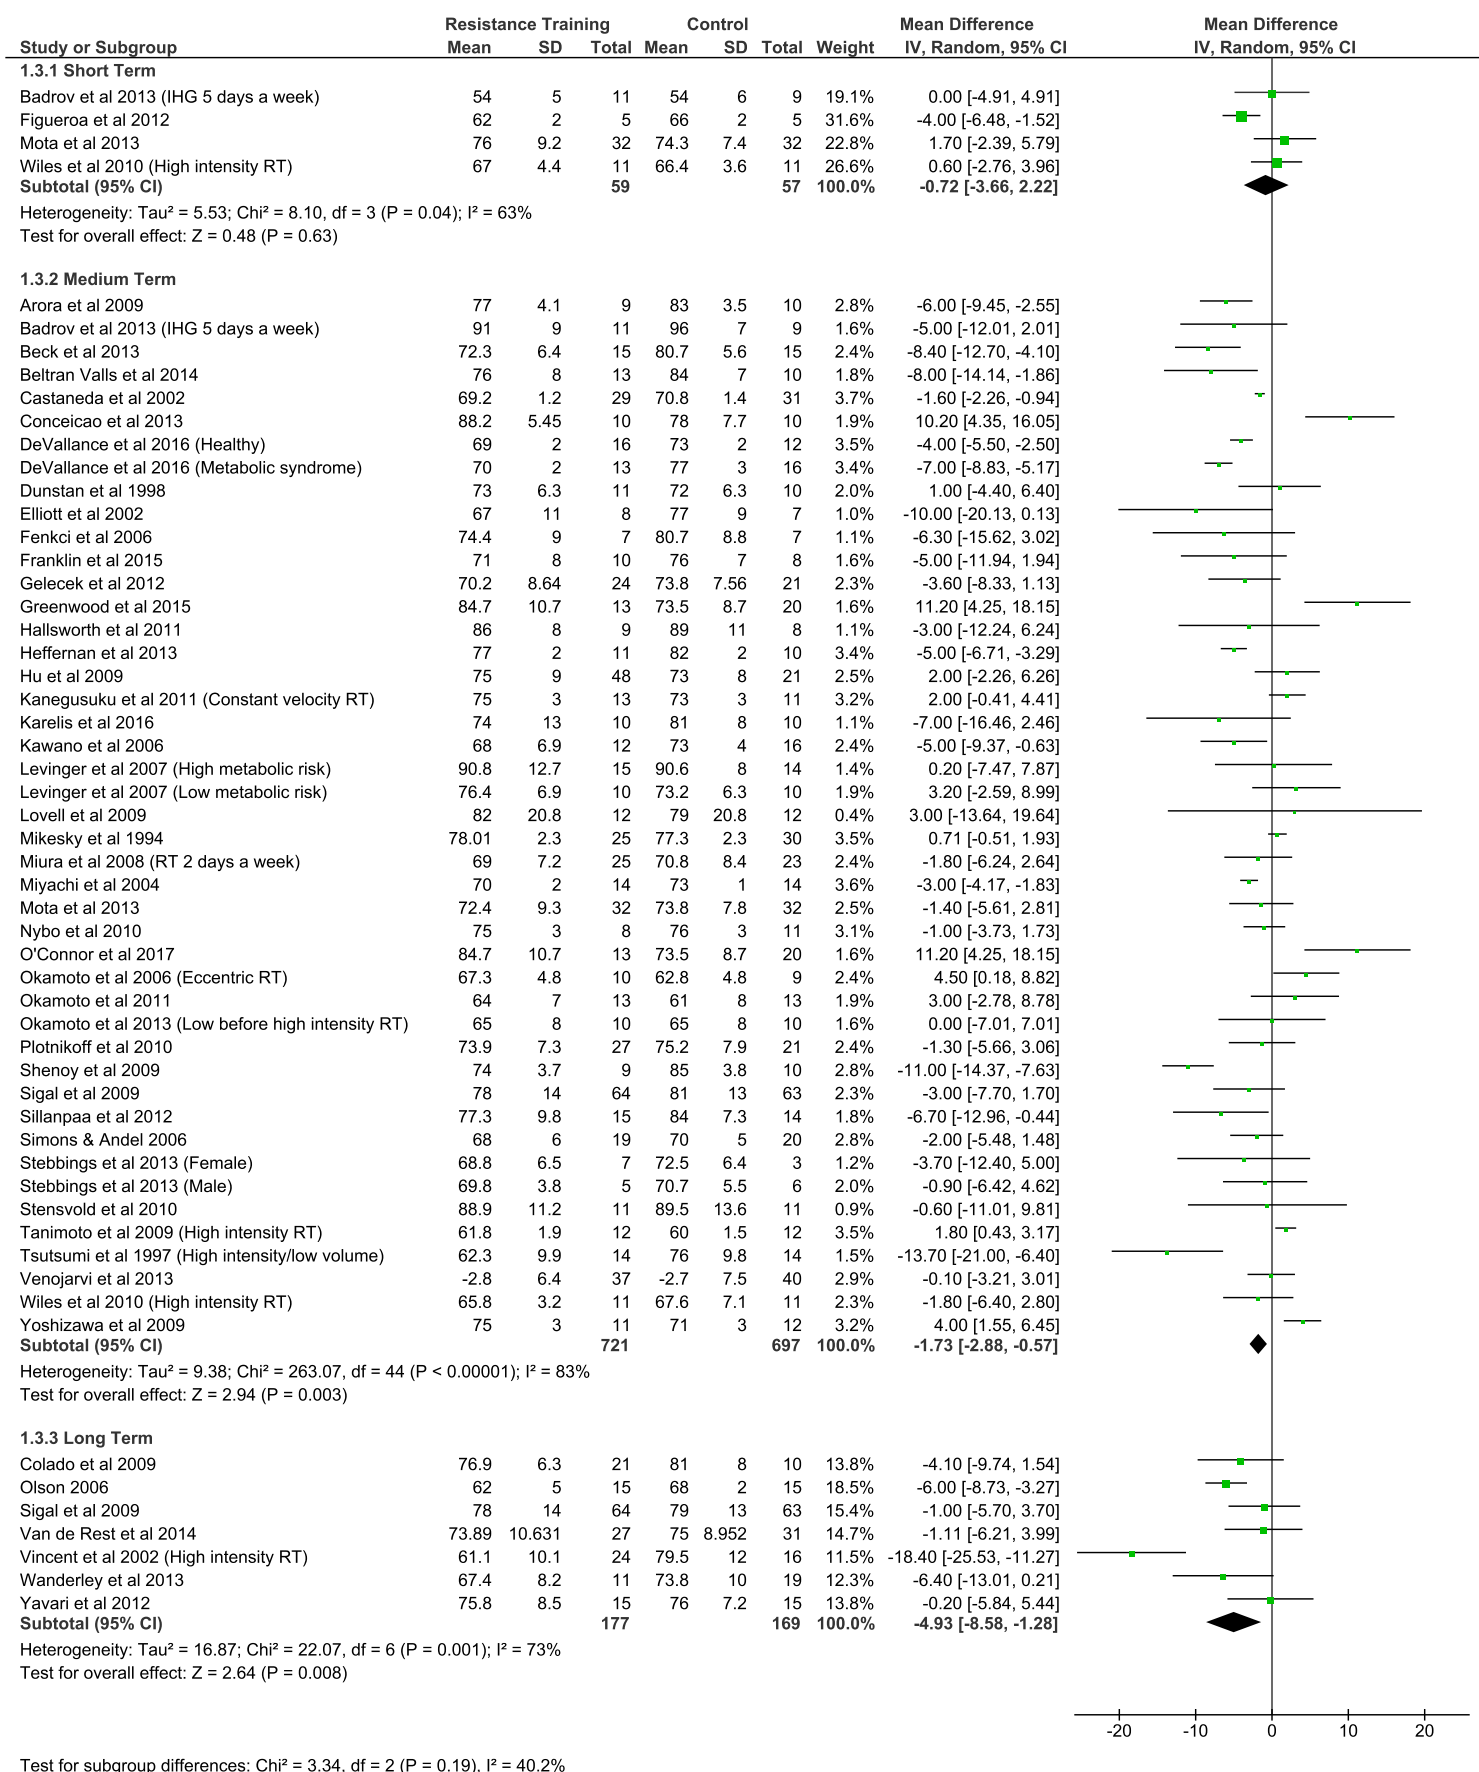 Resistance Training Control Mean Difference Mean Difference
Study or Subgroup Mean SD Total Mean SD Total Weight IV, Random, 95% CI IV, Random, 95% CI
1.3.1 Short Term
Badrov et al 2013 (IHG 5 days a week) 54 5 11 54 6 9 19.1% 0.00 [-4.91, 4.91]
Figueroa et al 2012 62 2 5 66 2 5 31.6% -4.00 [-6.48, -1.52]
Mota et al 2013 76 9.2 32 74.3 7.4 32 22.8% 1.70 [-2.39, 5.79]
Wiles et al 2010 (High intensity RT) 67 4.4 11 66.4 3.6 11 26.6% 0.60 [-2.76, 3.96]
Subtotal (95% CI) 59 57 100.0% -0.72 [-3.66, 2.22]
Heterogeneity: Tau² = 5.53; Chi² = 8.10, df = 3 (P = 0.04); I² = 63%
Test for overall effect: Z = 0.48 (P = 0.63)
1.3.2 Medium Term
Arora et al 2009 77 4.1 9 83 3.5 10 2.8% -6.00 [-9.45, -2.55]
Badrov et al 2013 (IHG 5 days a week) 91 9 11 96 7 9 1.6% -5.00 [-12.01, 2.01]
Beck et al 2013 72.3 6.4 15 80.7 5.6 15 2.4% -8.40 [-12.70, -4.10]
Beltran Valls et al 2014 76 8 13 84 7 10 1.8% -8.00 [-14.14, -1.86]
Castaneda et al 2002 69.2 1.2 29 70.8 1.4 31 3.7% -1.60 [-2.26, -0.94]
Conceicao et al 2013 88.2 5.45 10 78 7.7 10 1.9% 10.20 [4.35, 16.05]
DeVallance et al 2016 (Healthy) 69 2 16 73 2 12 3.5% -4.00 [-5.50, -2.50]
DeVallance et al 2016 (Metabolic syndrome) 70 2 13 77 3 16 3.4% -7.00 [-8.83, -5.17]
Dunstan et al 1998 73 6.3 11 72 6.3 10 2.0% 1.00 [-4.40, 6.40]
Elliott et al 2002 67 11 8 77 9 7 1.0% -10.00 [-20.13, 0.13]
Fenkci et al 2006 74.4 9 7 80.7 8.8 7 1.1% -6.30 [-15.62, 3.02]
Franklin et al 2015 71 8 10 76 7 8 1.6% -5.00 [-11.94, 1.94]
Gelecek et al 2012 70.2 8.64 24 73.8 7.56 21 2.3% -3.60 [-8.33, 1.13]
Greenwood et al 2015 84.7 10.7 13 73.5 8.7 20 1.6% 11.20 [4.25, 18.15]
Hallsworth et al 2011 86 8 9 89 11 8 1.1% -3.00 [-12.24, 6.24]
Heffernan et al 2013 77 2 11 82 2 10 3.4% -5.00 [-6.71, -3.29]
Hu et al 2009 75 9 48 73 8 21 2.5% 2.00 [-2.26, 6.26]
Kanegusuku et al 2011 (Constant velocity RT) 75 3 13 73 3 11 3.2% 2.00 [-0.41, 4.41]
Karelis et al 2016 74 13 10 81 8 10 1.1% -7.00 [-16.46, 2.46]
Kawano et al 2006 68 6.9 12 73 4 16 2.4% -5.00 [-9.37, -0.63]
Levinger et al 2007 (High metabolic risk) 90.8 12.7 15 90.6 8 14 1.4% 0.20 [-7.47, 7.87]
Levinger et al 2007 (Low metabolic risk) 76.4 6.9 10 73.2 6.3 10 1.9% 3.20 [-2.59, 8.99]
Lovell et al 2009 82 20.8 12 79 20.8 12 0.4% 3.00 [-13.64, 19.64]
Mikesky et al 1994 78.01 2.3 25 77.3 2.3 30 3.5% 0.71 [-0.51, 1.93]
Miura et al 2008 (RT 2 days a week) 69 7.2 25 70.8 8.4 23 2.4% -1.80 [-6.24, 2.64]
Miyachi et al 2004 70 2 14 73 1 14 3.6% -3.00 [-4.17, -1.83]
Mota et al 2013 72.4 9.3 32 73.8 7.8 32 2.5% -1.40 [-5.61, 2.81]
Nybo et al 2010 75 3 8 76 3 11 3.1% -1.00 [-3.73, 1.73]
O'Connor et al 2017 84.7 10.7 13 73.5 8.7 20 1.6% 11.20 [4.25, 18.15]
Okamoto et al 2006 (Eccentric RT) 67.3 4.8 10 62.8 4.8 9 2.4% 4.50 [0.18, 8.82]
Okamoto et al 2011 64 7 13 61 8 13 1.9% 3.00 [-2.78, 8.78]
Okamoto et al 2013 (Low before high intensity RT) 65 8 10 65 8 10 1.6% 0.00 [-7.01, 7.01]
Plotnikoff et al 2010 73.9 7.3 27 75.2 7.9 21 2.4% -1.30 [-5.66, 3.06]
Shenoy et al 2009 74 3.7 9 85 3.8 10 2.8% -11.00 [-14.37, -7.63]
Sigal et al 2009 78 14 64 81 13 63 2.3% -3.00 [-7.70, 1.70]
Sillanpaa et al 2012 77.3 9.8 15 84 7.3 14 1.8% -6.70 [-12.96, -0.44]
Simons & Andel 2006 68 6 19 70 5 20 2.8% -2.00 [-5.48, 1.48]
Stebbings et al 2013 (Female) 68.8 6.5 7 72.5 6.4 3 1.2% -3.70 [-12.40, 5.00]
Stebbings et al 2013 (Male) 69.8 3.8 5 70.7 5.5 6 2.0% -0.90 [-6.42, 4.62]
Stensvold et al 2010 88.9 11.2 11 89.5 13.6 11 0.9% -0.60 [-11.01, 9.81]
Tanimoto et al 2009 (High intensity RT) 61.8 1.9 12 60 1.5 12 3.5% 1.80 [0.43, 3.17]
Tsutsumi et al 1997 (High intensity/low volume) 62.3 9.9 14 76 9.8 14 1.5% -13.70 [-21.00, -6.40]
Venojarvi et al 2013 -2.8 6.4 37 -2.7 7.5 40 2.9% -0.10 [-3.21, 3.01]
Wiles et al 2010 (High intensity RT) 65.8 3.2 11 67.6 7.1 11 2.3% -1.80 [-6.40, 2.80]
Yoshizawa et al 2009 75 3 11 71 3 12 3.2% 4.00 [1.55, 6.45]
Subtotal (95% CI) 721 697 100.0% -1.73 [-2.88, -0.57]
Heterogeneity: Tau² = 9.38; Chi² = 263.07, df = 44 (P < 0.00001); I² = 83%
Test for overall effect: Z = 2.94 (P = 0.003)
1.3.3 Long Term
Colado et al 2009 76.9 6.3 21 81 8 10 13.8% -4.10 [-9.74, 1.54]
Olson 2006 62 5 15 68 2 15 18.5% -6.00 [-8.73, -3.27]
Sigal et al 2009 78 14 64 79 13 63 15.4% -1.00 [-5.70, 3.70]
Van de Rest et al 2014 73.89 10.631 27 75 8.952 31 14.7% -1.11 [-6.21, 3.99]
Vincent et al 2002 (High intensity RT) 61.1 10.1 24 79.5 12 16 11.5% -18.40 [-25.53, -11.27]
Wanderley et al 2013 67.4 8.2 11 73.8 10 19 12.3% -6.40 [-13.01, 0.21]
Yavari et al 2012 75.8 8.5 15 76 7.2 15 13.8% -0.20 [-5.84, 5.44]
Subtotal (95% CI) 177 169 100.0% -4.93 [-8.58, -1.28]
Heterogeneity: Tau² = 16.87; Chi² = 22.07, df = 6 (P = 0.001); I² = 73%
Test for overall effect: Z = 2.64 (P = 0.008)
-20 -10 0 10 20
Test for subgroup differences: Chi² = 3.34, df = 2 (P = 0.19), I² = 40.2%